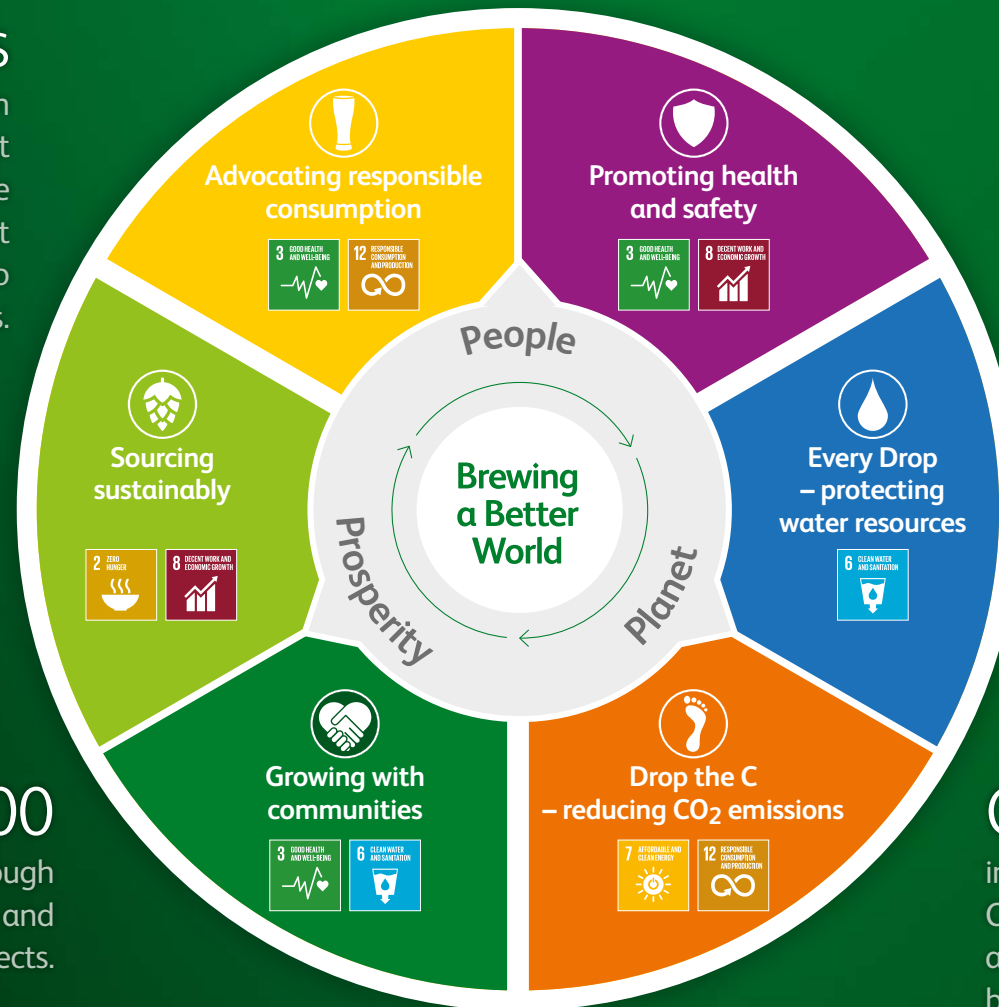 Advocating responsible
consumption
3 GOOD HEALTH
AND WELL-BEING
12 RESPONSIBLE
CONSUMPTION
AND PRODUCTION
Promoting health
and safety
3 GOOD HEALTH
AND WELL-BEING
8 DECENT WORK AND
ECONOMIC GROWTH
Every Drop
– protecting
water resources
6 CLEAN WATER
AND SANITATION
Drop the C
– reducing CO2 emissions
7 AFFORDABLE AND
CLEAN ENERGY
12 RESPONSIBLE
CONSUMPTION
AND PRODUCTION
Growing with
communities
3 GOOD HEALTH
AND WELL-BEING
6 CLEAN WATER
AND SANITATION
Sourcing
sustainably
2 ZERO
HUNGER
8 DECENT WORK AND
ECONOMIC GROWTH
People
Planet
Prosperity
Brewing
a Better
World
and